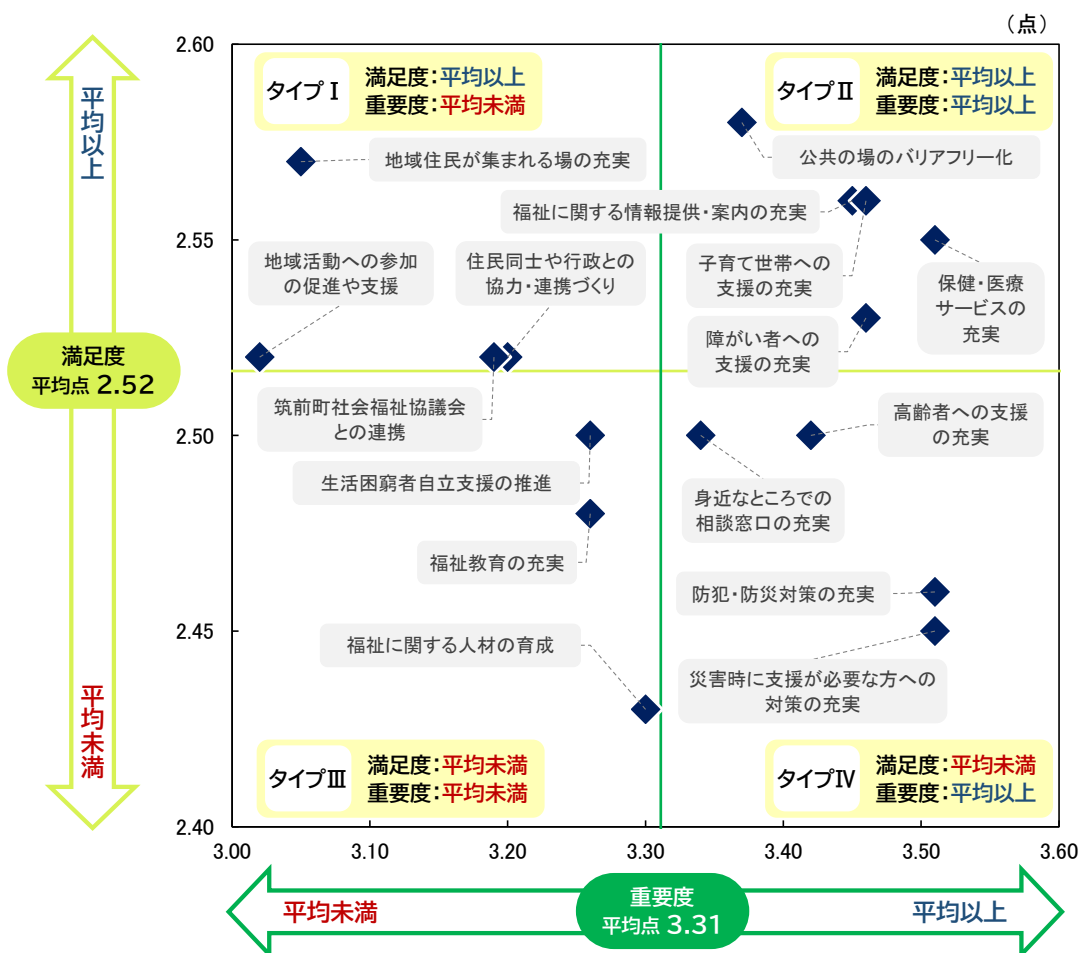 (点)
2.60
2.55
2.50
2.45
2.40
平均以上
満足度
平均点 2.52
平均未満
タイプⅠ
満足度:平均以上
重要度:平均未満
タイプⅡ
満足度:平均以上
重要度:平均以上
地域住民が集まれる場の充実
公共の場のバリアフリー化
福祉に関する情報提供・案内の充実
地域活動への参加
の促進や支援
住民同士や行政との
協力・連携づくり
子育て世帯への
支援の充実
保健・医療
サービスの
充実
障がい者への
支援の充実
筑前町社会福祉協議会
との連携
高齢者への支援
の充実
生活困窮者自立支援の推進
身近なところでの
相談窓口の充実
福祉教育の充実
防犯・防災対策の充実
福祉に関する人材の育成
災害時に支援が必要な方への
対策の充実
タイプⅢ
満足度:平均未満
重要度:平均未満
タイプⅣ
満足度:平均未満
重要度:平均以上
3.00
3.10
3.20
3.30
3.40
3.50
3.60
平均未満
重要度
平均点 3.31
平均以上